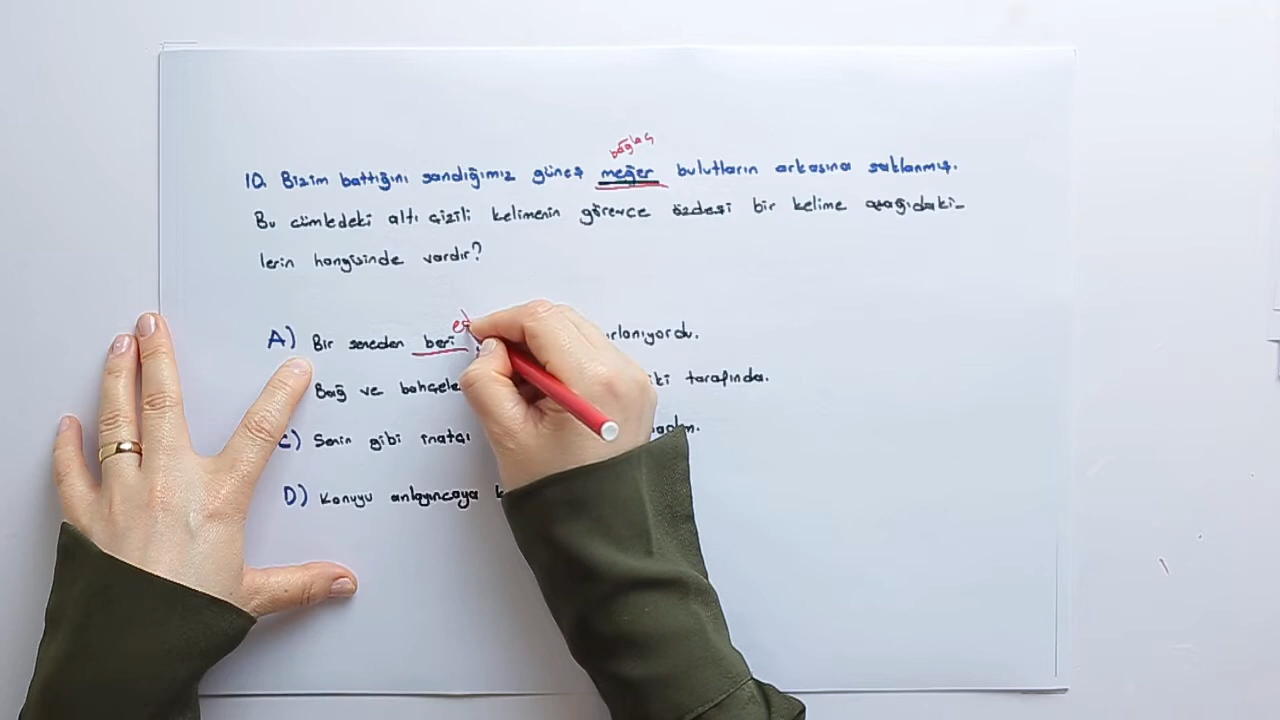 bağlaç
10. Bizim battığını sandığımız güneş meğer bulutların arkasına saklanmış.
Bu cümledeki altı çizili kelimenin görevce özdeşi bir kelime aşağıdaki-
lerin hangisinde vardır?
A) Bir seneden beri
Bağ ve tarafında.
C) Senin gibi inatçı
D) Konuyu anlayıncaya